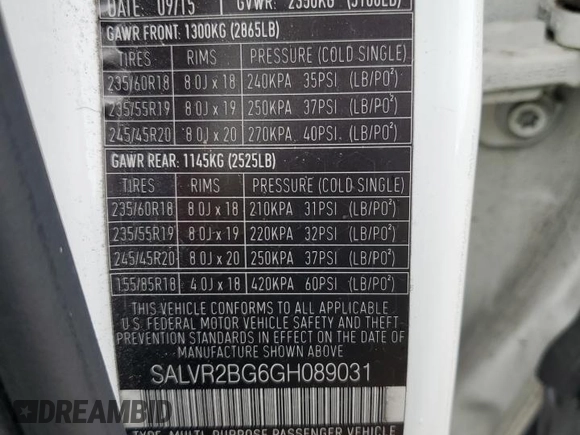 DATE: 09/15 GVWR: 2350KG (5180LB)
GAWR FRONT: 1300KG (2865LB)
TIRES RIMS PRESSURE (COLD SINGLE)
235/60R18 8.0J x 18 240KPA 35PSI (LB/PO²)
235/55R19 8.0J x 19 250KPA 37PSI (LB/PO²)
245/45R20 8.0J x 20 270KPA 40PSI (LB/PO²)
GAWR REAR: 1145KG (2525LB)
TIRES RIMS PRESSURE (COLD SINGLE)
235/60R18 8.0J x 18 210KPA 31PSI (LB/PO²)
235/55R19 8.0J x 19 220KPA 32PSI (LB/PO²)
245/45R20 8.0J x 20 250KPA 37PSI (LB/PO²)
155/85R18 4.0J x 18 420KPA 60PSI (LB/PO²)
THIS VEHICLE CONFORMS TO ALL APPLICABLE
U.S. FEDERAL MOTOR VEHICLE SAFETY AND THEFT
PREVENTION STANDARDS IN EFFECT ON THE DATE
OF MANUFACTURE SHOWN ABOVE.
SALVR2BG6GH089031
TYPE: MULTI-PURPOSE PASSENGER VEHICLE
DREAMBID